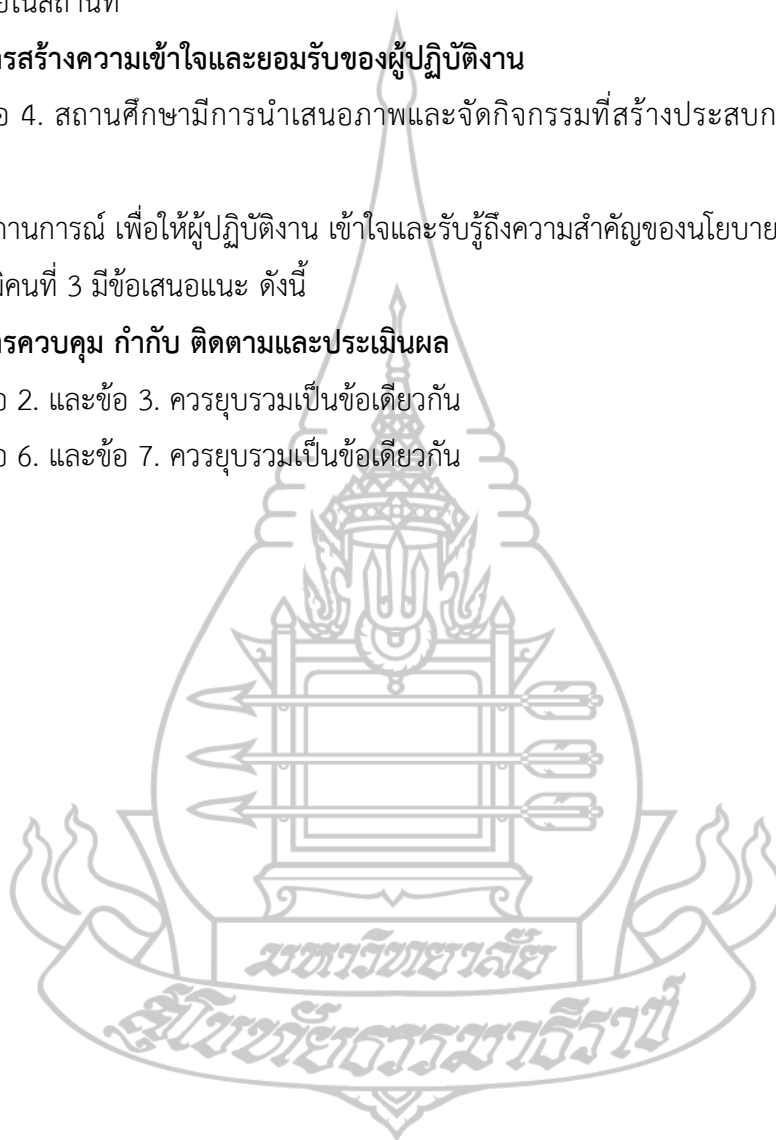 รสร้างความเข้าใจและยอมรับของผู้ปฏิบัติงาน
อ 4. สถานศึกษามีการนำเสนอภาพและจัดกิจกรรมที่สร้างประสบก
านการณ์ เพื่อให้ผู้ปฏิบัติงาน เข้าใจและรับรู้ถึงความสำคัญของนโยบาย
คนที่ 3 มีข้อเสนอแนะ ดังนี้
รควบคุม กำกับ ติดตามและประเมินผล
อ 2. และข้อ 3. ควรยุบรวมเป็นข้อเดียวกัน
อ 6. และข้อ 7. ควรยุบรวมเป็นข้อเดียวกัน
มหาวิทยาลัย
สุโขทัยธรรมาธิราช